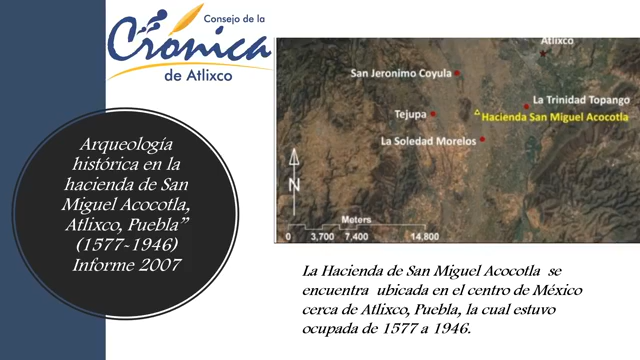 Consejo de la
Crónica
de Atlixco
Arqueología
histórica en la
hacienda de San
Miguel Acocotla,
Atlixco, Puebla”
(1577-1946)
Informe 2007
Atlixco
San Jeronimo Coyula
La Trinidad Topango
Tejupa
Hacienda San Miguel Acocotla
La Soledad Morelos
N
Meters
0 3,700 7,400 14,800
La Hacienda de San Miguel Acocotla se
encuentra ubicada en el centro de México
cerca de Atlixco, Puebla, la cual estuvo
ocupada de 1577 a 1946.